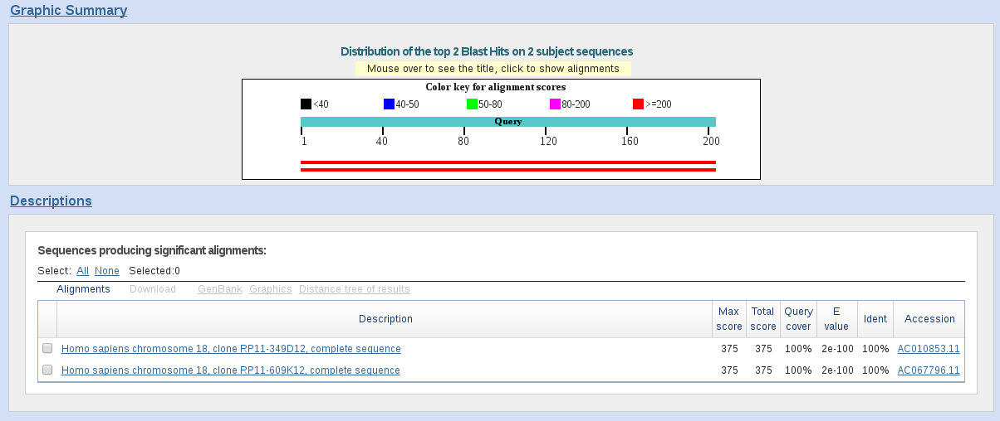 Graphic Summary
Distribution of the top 2 Blast Hits on 2 subject sequences
Mouse over to see the title, click to show alignments
Color key for alignment scores
<40 40-50 50-80 80-200 >=200
Query
1 40 80 120 160 200
Descriptions
Sequences producing significant alignments:
Select: All None Selected:0
Alignments Download GenBank Graphics Distance tree of results
Description Max score Total score Query cover E value Ident Accession
Homo sapiens chromosome 18, clone RP11-349D12, complete sequence 375 375 100% 2e-100 100% AC010853.11
Homo sapiens chromosome 18, clone RP11-609K12, complete sequence 375 375 100% 2e-100 100% AC067796.11